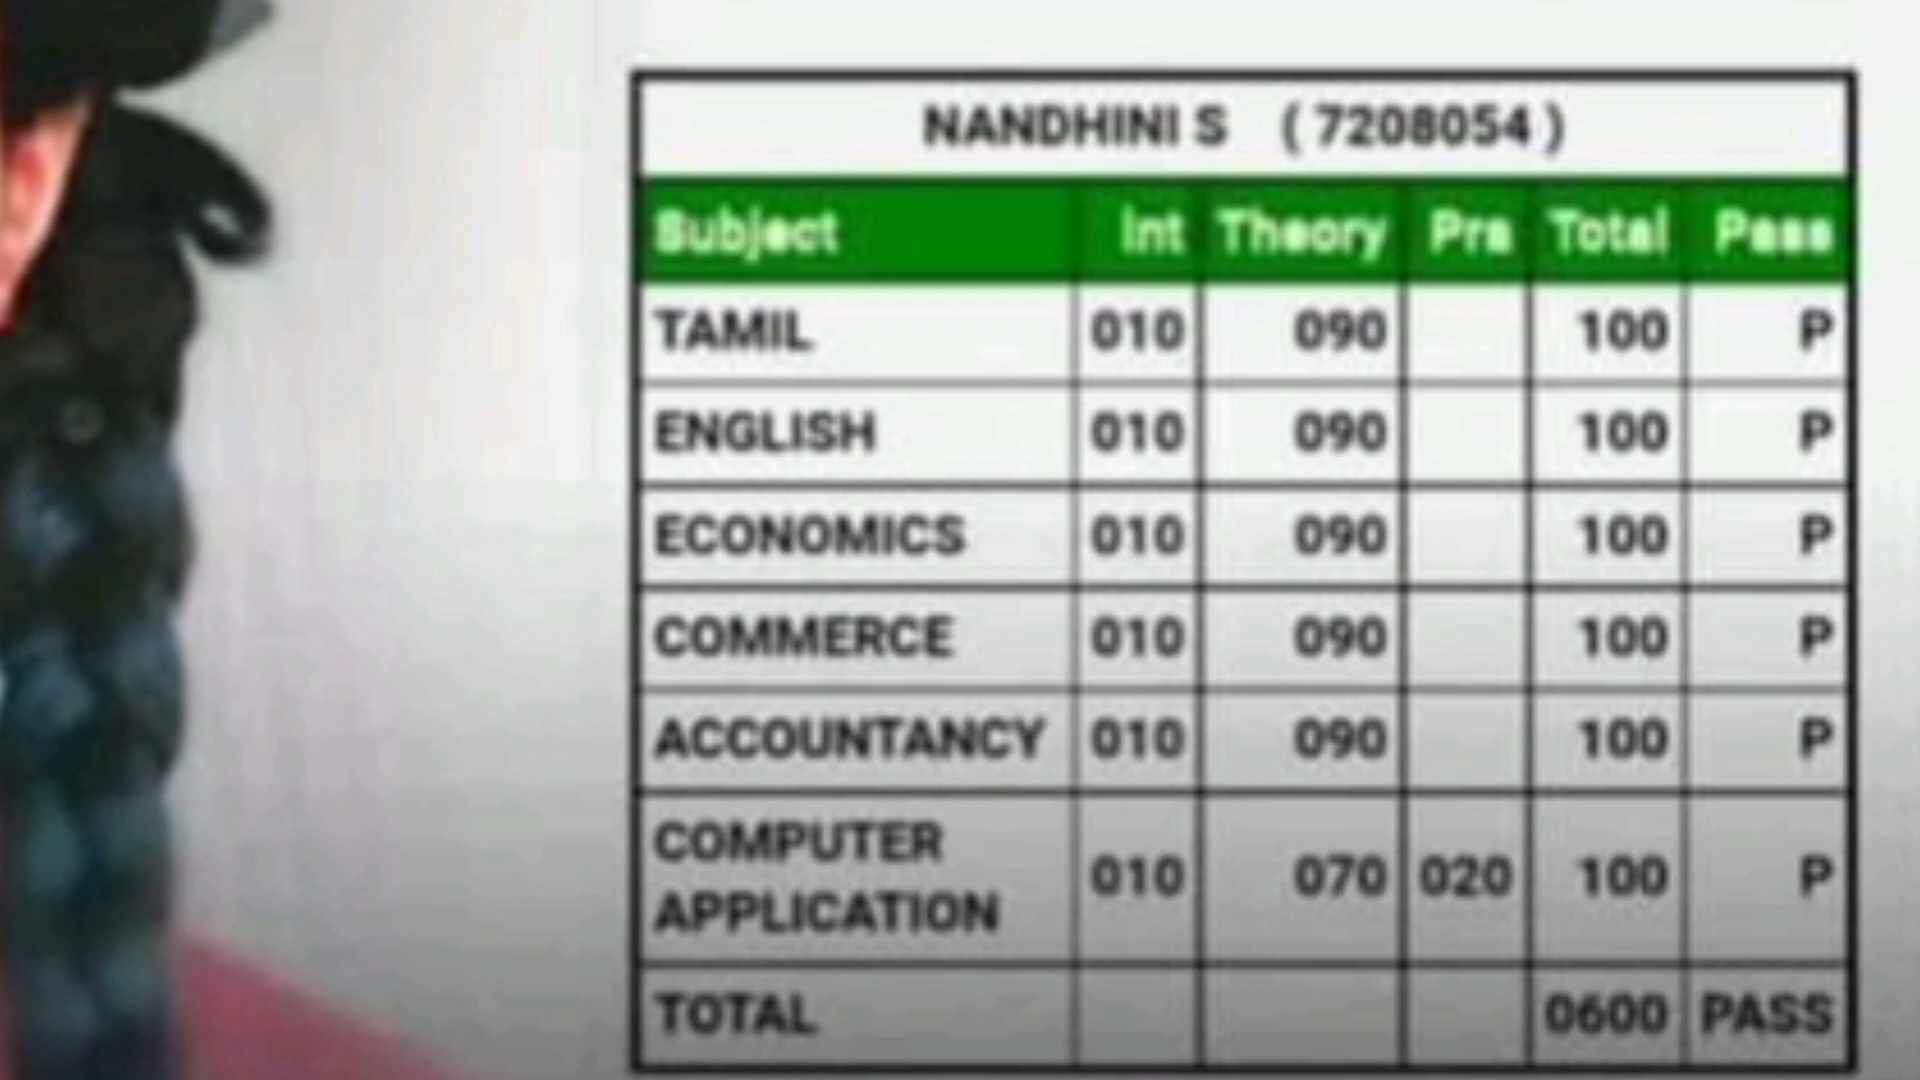 NANDHINI S ( 7208054 )
Subject Int Theory Pra Total Pass
TAMIL 010 090 100 P
ENGLISH 010 090 100 P
ECONOMICS 010 090 100 P
COMMERCE 010 090 100 P
ACCOUNTANCY 010 090 100 P
COMPUTER
APPLICATION 010 070 020 100 P
TOTAL 0600 PASS